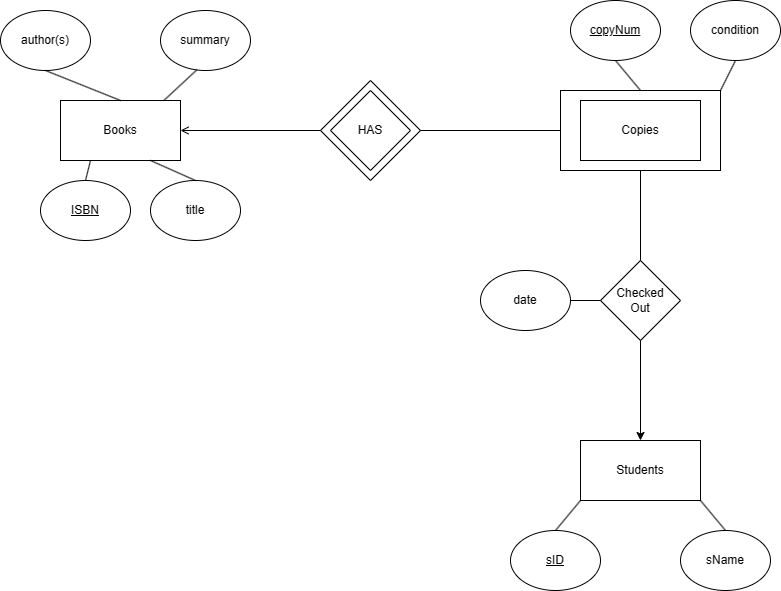 author(s)
summary
copyNum
condition
Books
HAS
Copies
ISBN
title
date
Checked
Out
Students
sID
sName